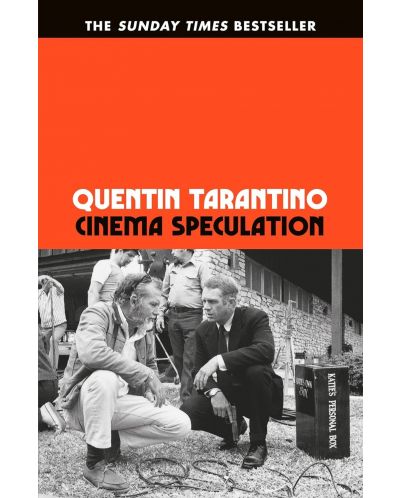 THE SUNDAY TIMES BESTSELLER
QUENTIN TARANTINO
CINEMA SPECULATION
KATIE'S PERSONAL BOX